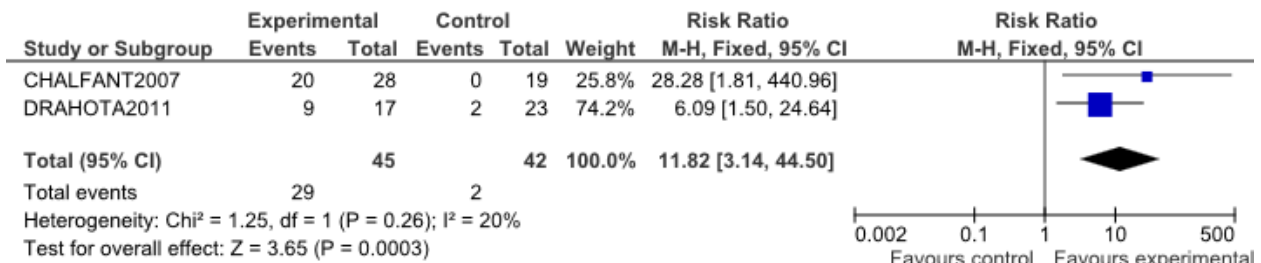 Experimental Control Risk Ratio Risk Ratio
Study or Subgroup Events Total Events Total Weight M-H, Fixed, 95% CI M-H, Fixed, 95% CI
CHALFANT2007 20 28 0 19 25.8% 28.28 [1.81, 440.96]
DRAHOTA2011 9 17 2 23 74.2% 6.09 [1.50, 24.64]
Total (95% CI) 45 42 100.0% 11.82 [3.14, 44.50]
Total events 29 2
Heterogeneity: Chi² = 1.25, df = 1 (P = 0.26); I² = 20%
Test for overall effect: Z = 3.65 (P = 0.0003)
0.002 0.1 1 10 500
Favours control Favours experimental